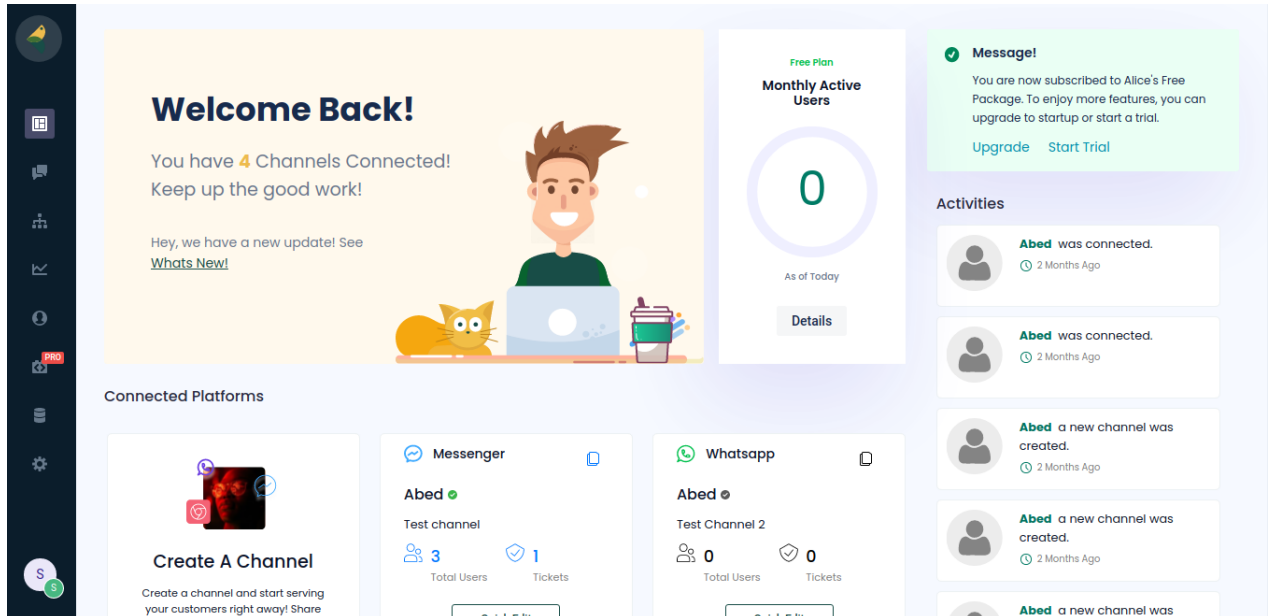 PRO
S
S
Welcome Back!
You have 4 Channels Connected!
Keep up the good work!
Hey, we have a new update! See
Whats New!
Free Plan
Monthly Active
Users
0
As of Today
Details
Message!
You are now subscribed to Alice's Free
Package. To enjoy more features, you can
upgrade to startup or start a trial.
Upgrade Start Trial
Activities
Abed was connected.
2 Months Ago
Abed was connected.
2 Months Ago
Abed a new channel was
created.
2 Months Ago
Abed a new channel was
created.
2 Months Ago
Abed a new channel was
Connected Platforms
Create A Channel
Create a channel and start serving
your customers right away! Share
Messenger
Abed
Test channel
3 1
Total Users Tickets
Whatsapp
Abed
Test Channel 2
0 0
Total Users Tickets